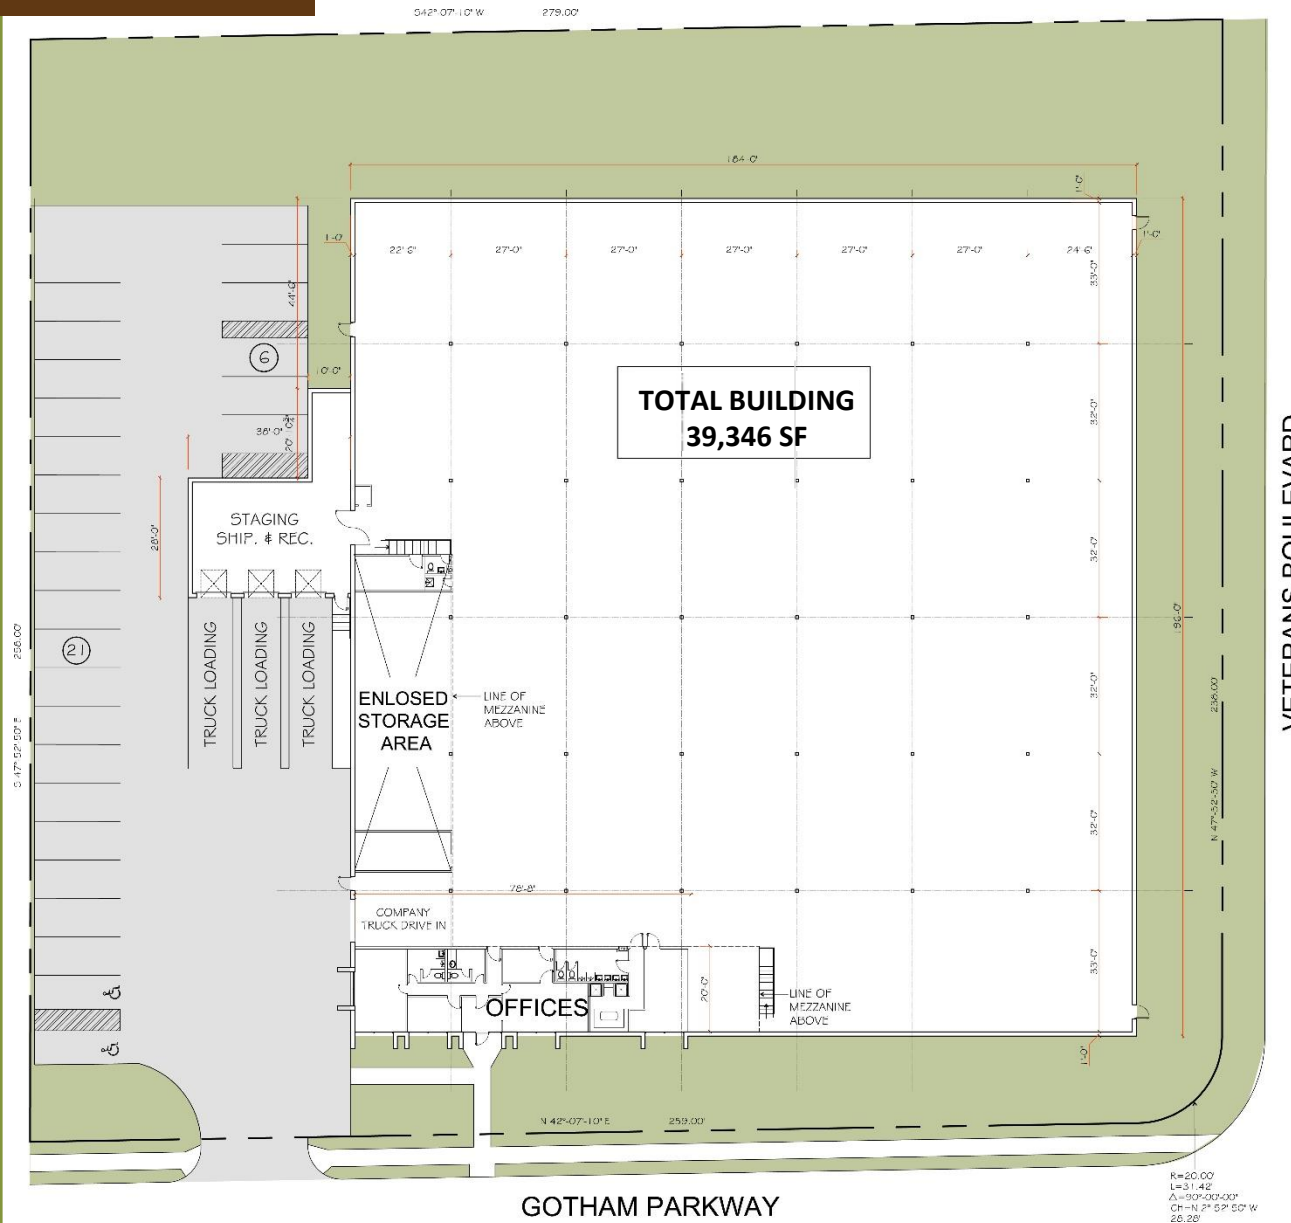 S42°-07'-10" W 279.00'
184'-0"
1'-0"
1'-0"
22'-6"
27'-0"
27'-0"
27'-0"
27'-0"
27'-0"
24'-6"
1'-0"
33'-0"
44'-0"
6
10'-0"
TOTAL BUILDING
39,346 SF
32'-0"
38'-0"
STAGING
SHIP. & REC.
28'-0"
32'-0"
VETERANS BOULEVARD
196'-0"
258.00'
S 47°-52'-50" E
21
TRUCK LOADING
TRUCK LOADING
TRUCK LOADING
ENLOSED
STORAGE
AREA
LINE OF
MEZZANINE
ABOVE
32'-0"
238.00'
N 47°-52'-50' W
32'-0"
78'-8"
COMPANY
TRUCK DRIVE IN
33'-0"
20'-0"
OFFICES
LINE OF
MEZZANINE
ABOVE
1'-0"
N 42°-07'-10" E 259.00'
GOTHAM PARKWAY
R=20.00'
L=31.42'
Δ=90°-00'-00"
CH=N 2° 52' 50" W
28.28'